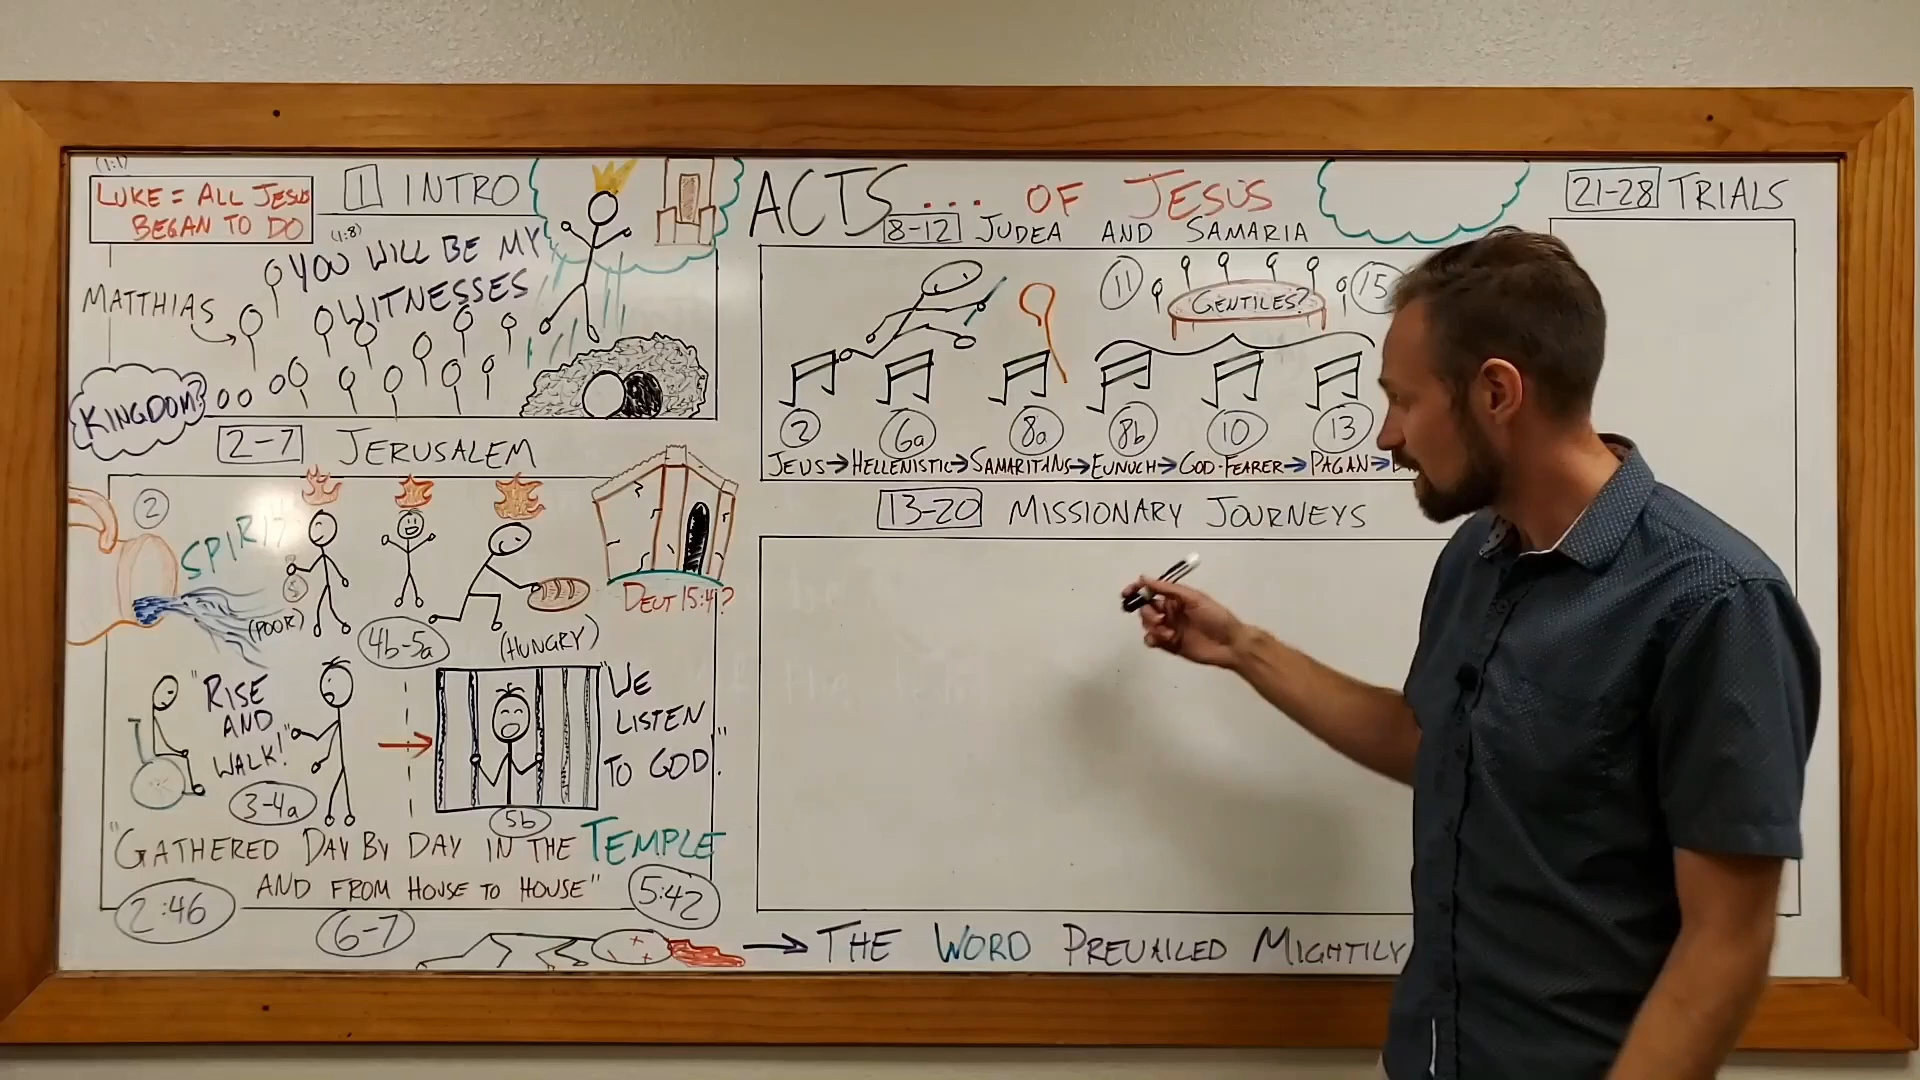 (1:1)
LUKE = ALL JESUS
BEGAN TO DO
1 INTRO
(1:8)
"YOU WILL BE MY
WITNESSES
MATTHIAS
KINGDOM?
2-7 JERUSALEM
2
SPIRIT
$
(POOR)
4b-5a
(HUNGRY)
DEUT 15:4?
"RISE
AND
WALK!"
3-4a
5b
"WE
LISTEN
TO GOD."
"GATHERED DAY BY DAY IN THE TEMPLE
AND FROM HOUSE TO HOUSE"
2:46
5:42
6-7
ACTS... OF JESUS
8-12 JUDEA AND SAMARIA
11
GENTILES?
15
2
6a
8a
8b
10
13
JEUS→HELLENISTIC→SAMARITANS→EUNUCH→GOD-FEARER→PAGAN→
13-20 MISSIONARY JOURNEYS
→ THE WORD PREVAILED MIGHTILY
21-28 TRIALS